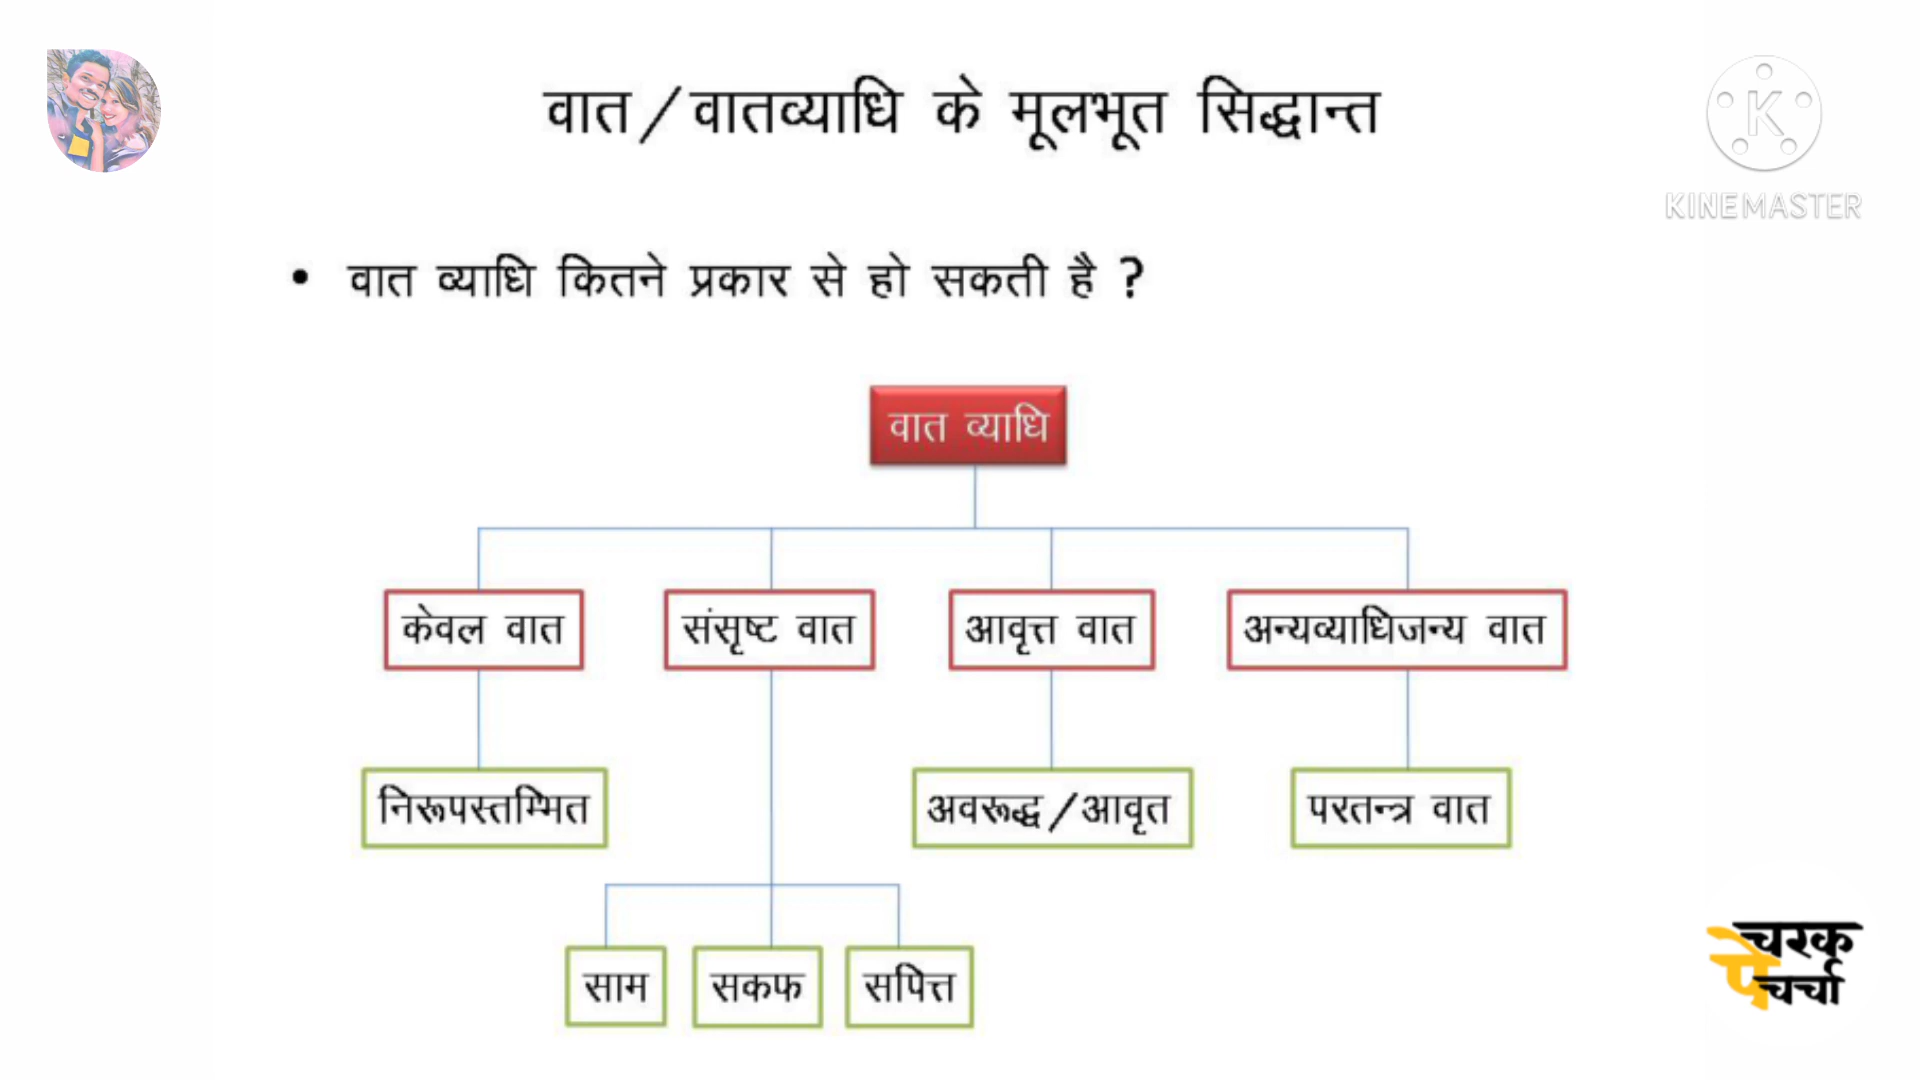 वात/वातव्याधि के मूलभूत सिद्धान्त
KINEMASTER
• वात व्याधि कितने प्रकार से हो सकती है ?
वात व्याधि
केवल वात संसृष्ट वात आवृत्त वात अन्यव्याधिजन्य वात
निरूपस्तम्भित अवरूद्ध/आवृत परतन्त्र वात
साम सकफ सपित्त
चरक
पे चर्चा